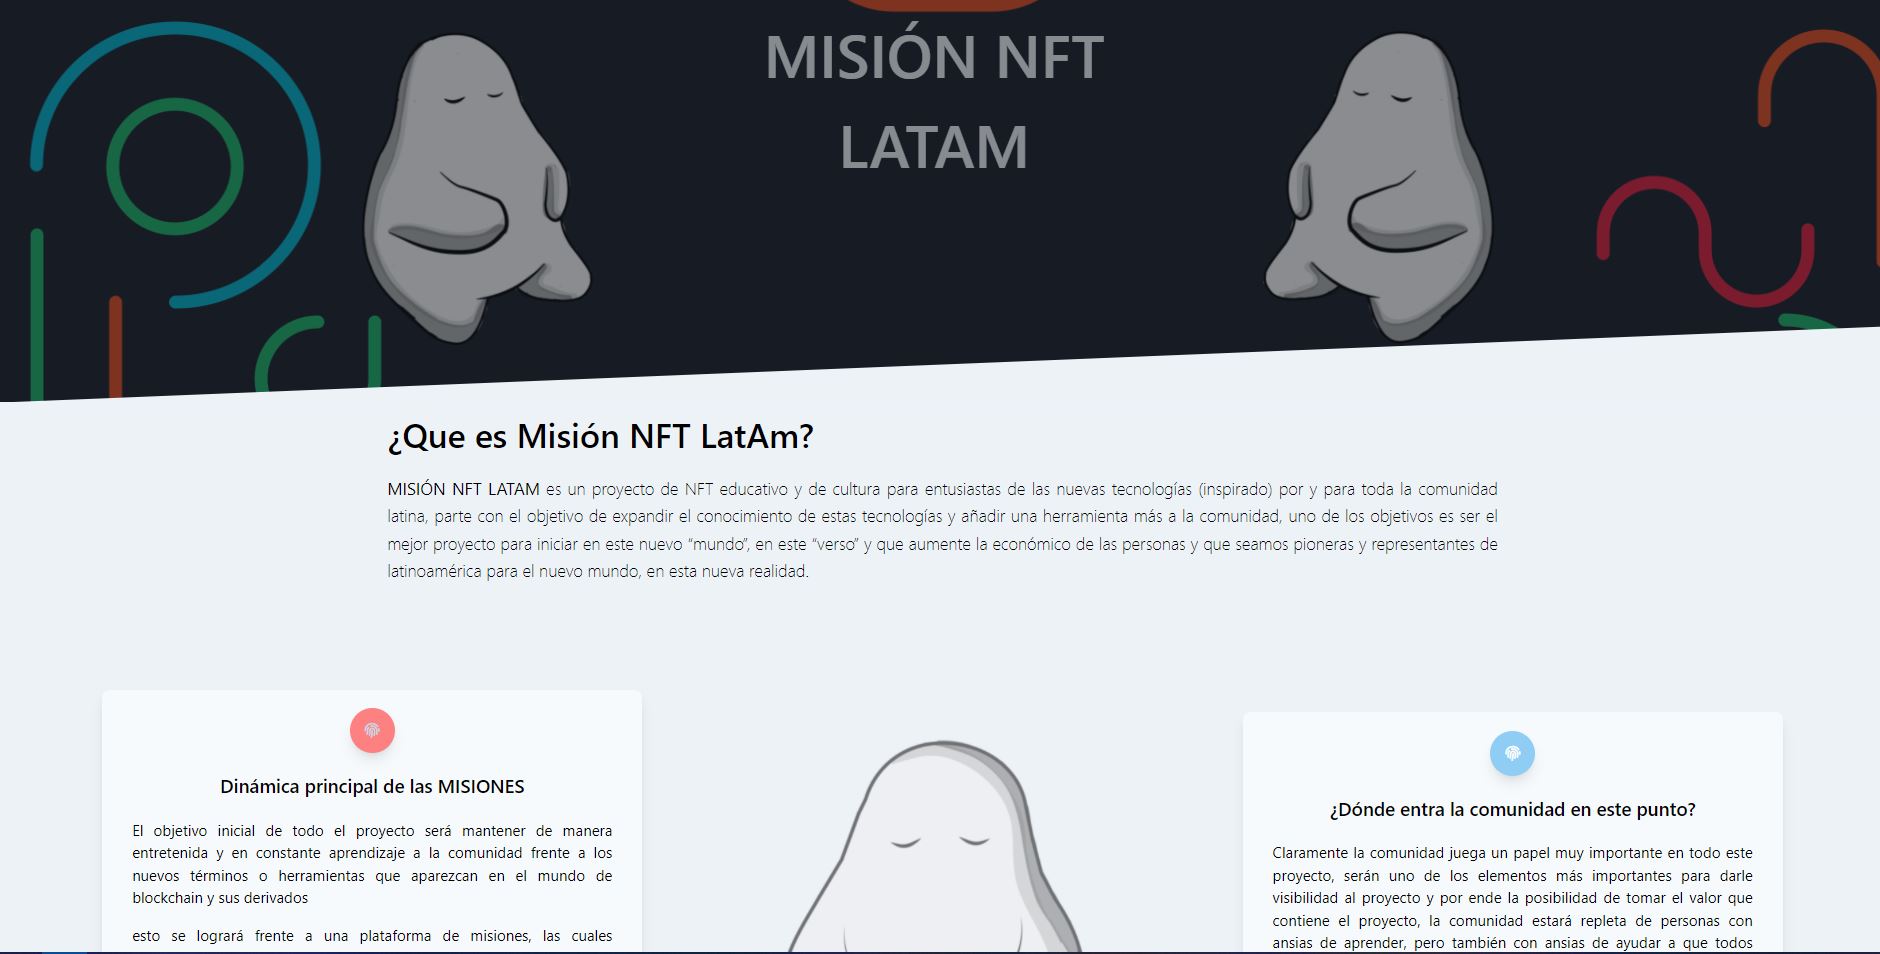 MISIÓN NFT
LATAM
¿Que es Misión NFT LatAm?
MISIÓN NFT LATAM es un proyecto de NFT educativo y de cultura para entusiastas de las nuevas tecnologías (inspirado) por y para toda la comunidad
latina, parte con el objetivo de expandir el conocimiento de estas tecnologías y añadir una herramienta más a la comunidad, uno de los objetivos es ser el
mejor proyecto para iniciar en este nuevo “mundo”, en este “verso” y que aumente la económico de las personas y que seamos pioneras y representantes de
latinoamérica para el nuevo mundo, en esta nueva realidad.
Dinámica principal de las MISIONES
El objetivo inicial de todo el proyecto será mantener de manera
entretenida y en constante aprendizaje a la comunidad frente a los
nuevos términos o herramientas que aparezcan en el mundo de
blockchain y sus derivados
esto se logrará frente a una plataforma de misiones, las cuales
¿Dónde entra la comunidad en este punto?
Claramente la comunidad juega un papel muy importante en todo este
proyecto, serán uno de los elementos más importantes para darle
visibilidad al proyecto y por ende la posibilidad de tomar el valor que
contiene el proyecto, la comunidad estará repleta de personas con
ansias de aprender, pero también con ansias de ayudar a que todos